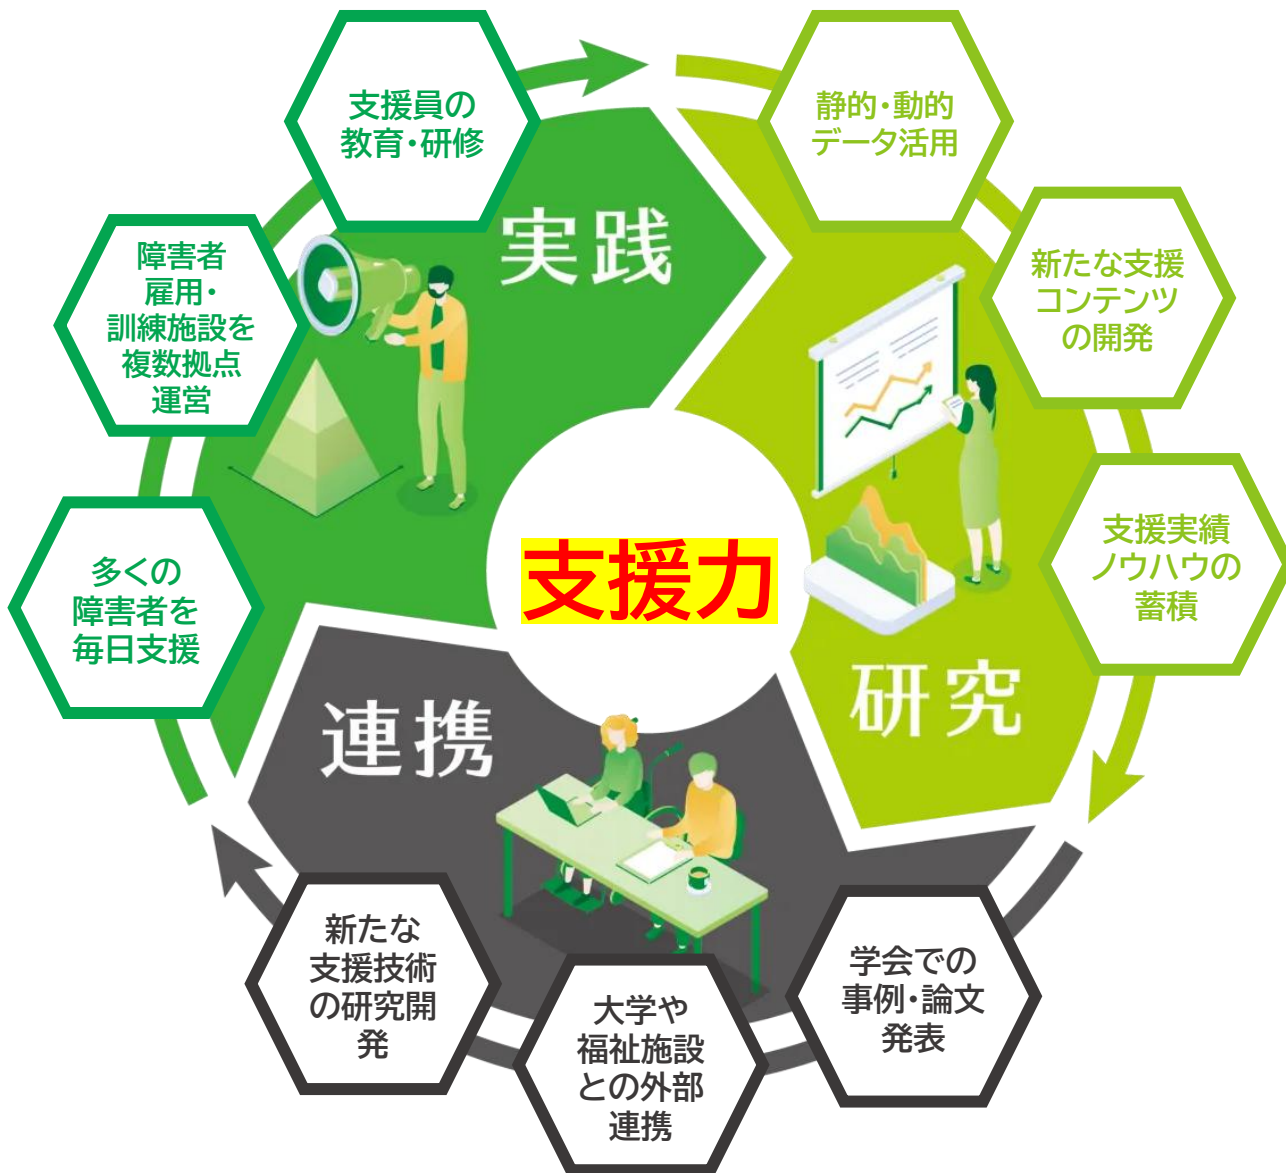 支援員の
教育・研修
静的・動的
データ活用
実践
障害者
雇用・
訓練施設を
複数拠点
運営
新たな支援
コンテンツ
の開発
多くの
障害者を
毎日支援
支援力
支援実績
ノウハウの
蓄積
研究
連携
新たな
支援技術
の研究開
発
大学や
福祉施設
との外部
連携
学会での
事例・論文
発表